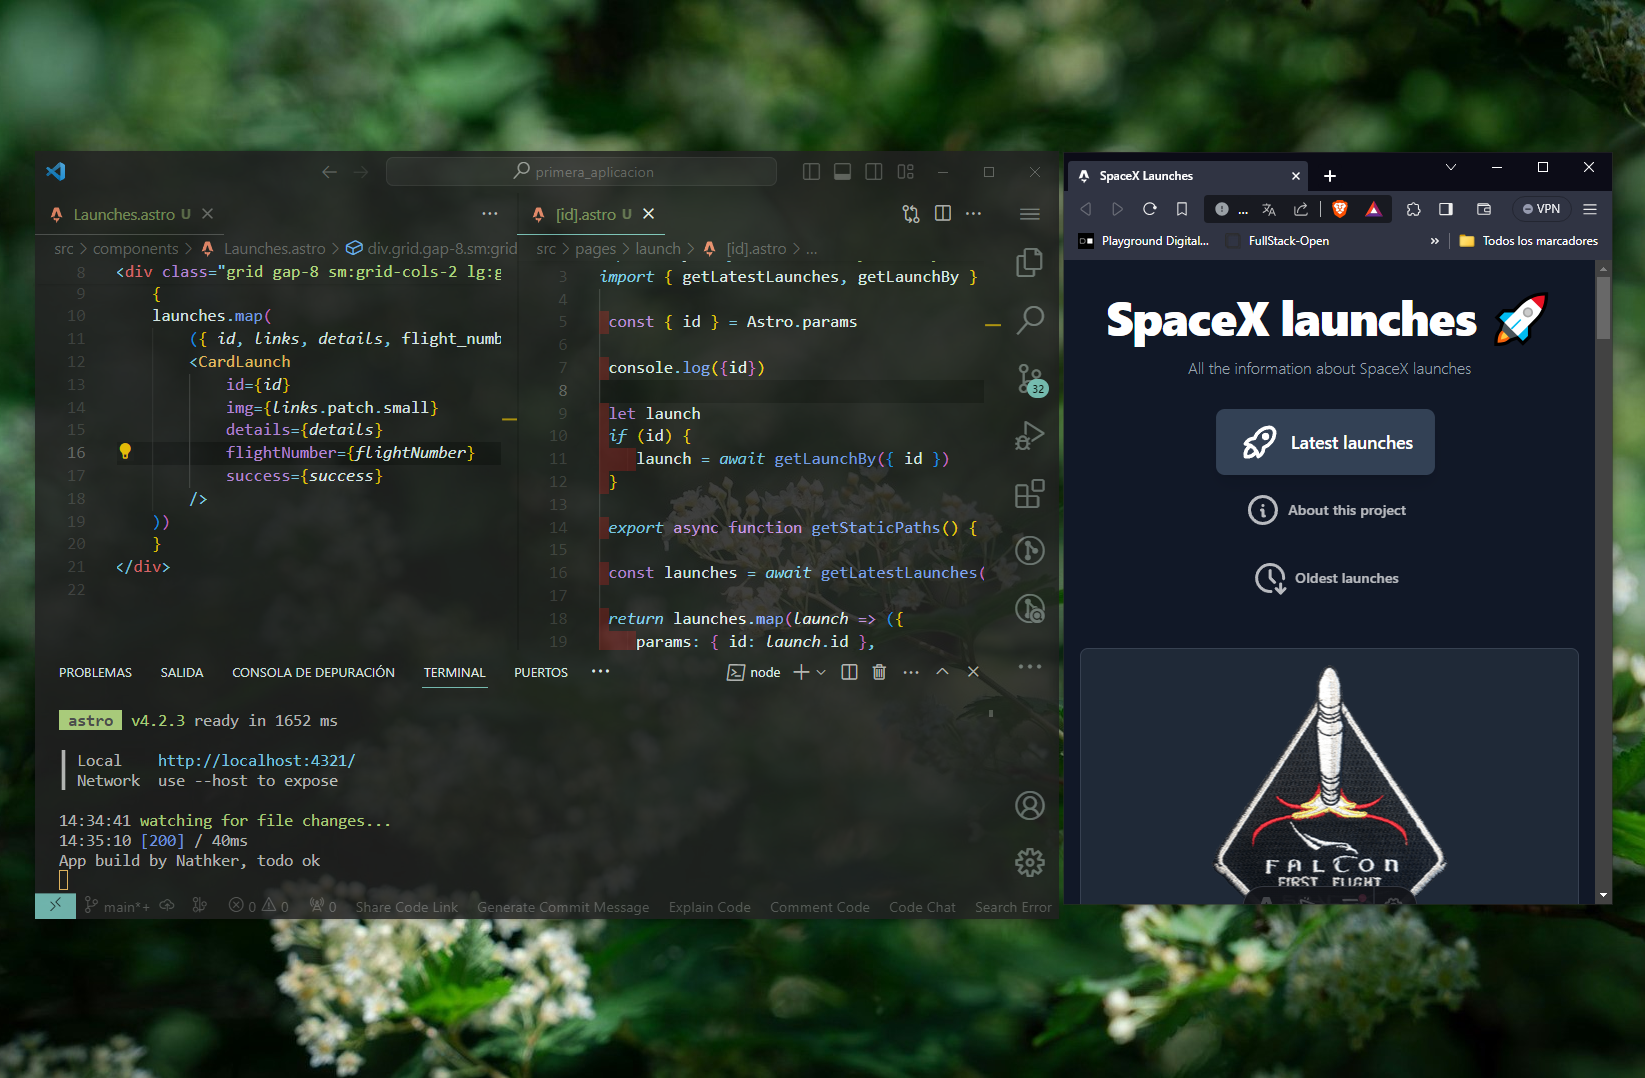 primera_aplicacion
Launches.astro U
src > components > Launches.astro > div.grid.gap-8.sm:grid
8 <div class="grid gap-8 sm:grid-cols-2 lg:g
9 {
10 launches.map(
11 ({ id, links, details, flight_numb
12 <CardLaunch
13 id={id}
14 img={links.patch.small}
15 details={details}
16 flightNumber={flightNumber}
17 success={success}
18 />
19 ))
20 }
21 </div>
22
[id].astro U
src > pages > launch > [id].astro > ...
3 import { getLatestLaunches, getLaunchBy }
4
5 const { id } = Astro.params
6
7 console.log({id})
8
9 let launch
10 if (id) {
11 launch = await getLaunchBy({ id })
12 }
13
14 export async function getStaticPaths() {
15
16 const launches = await getLatestLaunches(
17
18 return launches.map(launch => ({
19 params: { id: launch.id },
32
PROBLEMAS SALIDA CONSOLA DE DEPURACIÓN TERMINAL PUERTOS ...
node
astro v4.2.3 ready in 1652 ms
Local http://localhost:4321/
Network use --host to expose
14:34:41 watching for file changes...
14:35:10 [200] / 40ms
App build by Nathker, todo ok
main*+ 0 0 0 Share Code Link Generate Commit Message Explain Code Comment Code Code Chat Search Error
SpaceX Launches
... VPN
Playground Digital... FullStack-Open » Todos los marcadores
SpaceX launches 🚀
All the information about SpaceX launches
Latest launches
About this project
Oldest launches
FALCON
FIRST FLIGHT